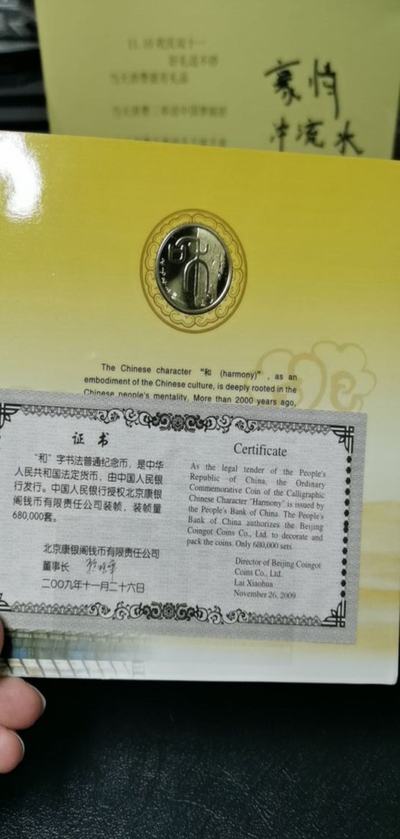 冲流水
The Chinese character "和 (harmony)", as an
embodiment of the Chinese culture, is deeply rooted in the
Chinese people's mentality. More than 2000 years ago,
证书
"和"字书法普通纪念币，是中华
人民共和国法定货币，由中国人民银
行发行。中国人民银行授权北京康银
阁钱币有限责任公司装帧，装帧量
680,000套。
北京康银阁钱币有限责任公司
董事长
二00九年十一月二十六日
Certificate
As the legal tender of the People's
Republic of China, the Ordinary
Commemorative Coin of the Calligraphic
Chinese Character "Harmony" is issued by
the People's Bank of China. The People's
Bank of China authorizes the Beijing
Coingot Coins Co., Ltd. to decorate and
pack the coins. Only 680,000 sets
Director of Beijing Coingot
Coins Co., Ltd.
Lai Xiaohua
November 26, 2009